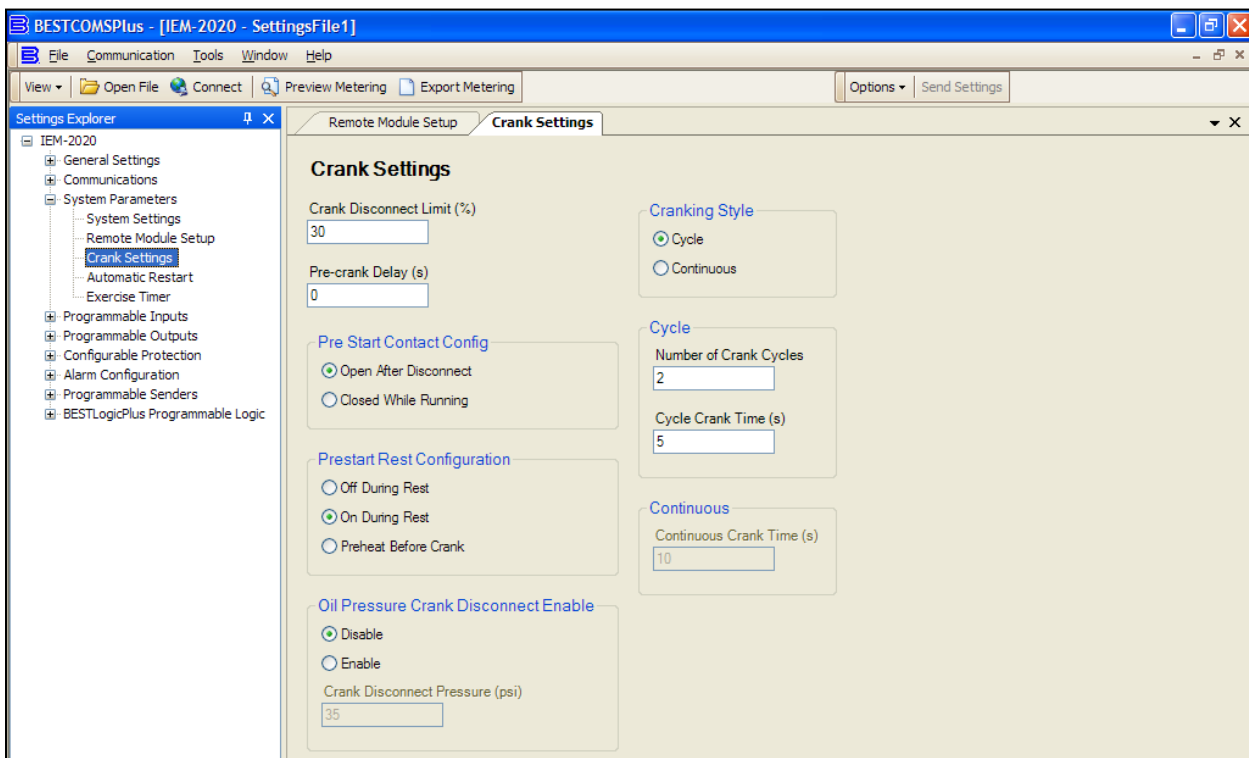 BESTCOMSPlus - [IEM-2020 - SettingsFile1]
File Communication Tools Window Help
View Open File Connect Preview Metering Export Metering Options Send Settings
Settings Explorer
IEM-2020
General Settings
Communications
System Parameters
System Settings
Remote Module Setup
Crank Settings
Automatic Restart
Exercise Timer
Programmable Inputs
Programmable Outputs
Configurable Protection
Alarm Configuration
Programmable Senders
BESTLogicPlus Programmable Logic
Remote Module Setup Crank Settings
Crank Settings
Crank Disconnect Limit (%)
30
Pre-crank Delay (s)
0
Pre Start Contact Config
Open After Disconnect
Closed While Running
Prestart Rest Configuration
Off During Rest
On During Rest
Preheat Before Crank
Oil Pressure Crank Disconnect Enable
Disable
Enable
Crank Disconnect Pressure (psi)
35
Cranking Style
Cycle
Continuous
Cycle
Number of Crank Cycles
2
Cycle Crank Time (s)
5
Continuous
Continuous Crank Time (s)
10